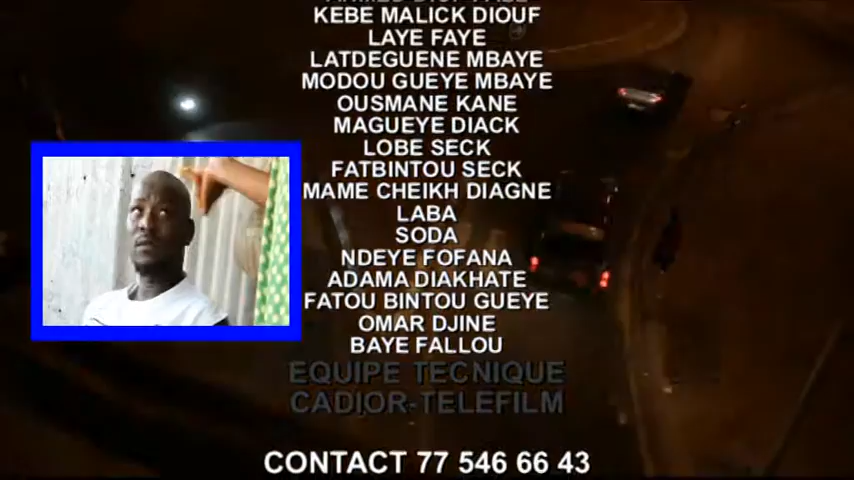 KEBE MALICK DIOUF
LAYE FAYE
LATDEGUENE MBAYE
MODOU GUEYE MBAYE
OUSMANE KANE
MAGUEYE DIACK
LOBE SECK
FATBINTOU SECK
MAME CHEIKH DIAGNE
LABA
SODA
NDEYE FOFANA
ADAMA DIAKHATE
FATOU BINTOU GUEYE
OMAR DJINE
BAYE FALLOU
EQUIPE TECNIQUE
CADIOR-TELEFILM
CONTACT 77 546 66 43